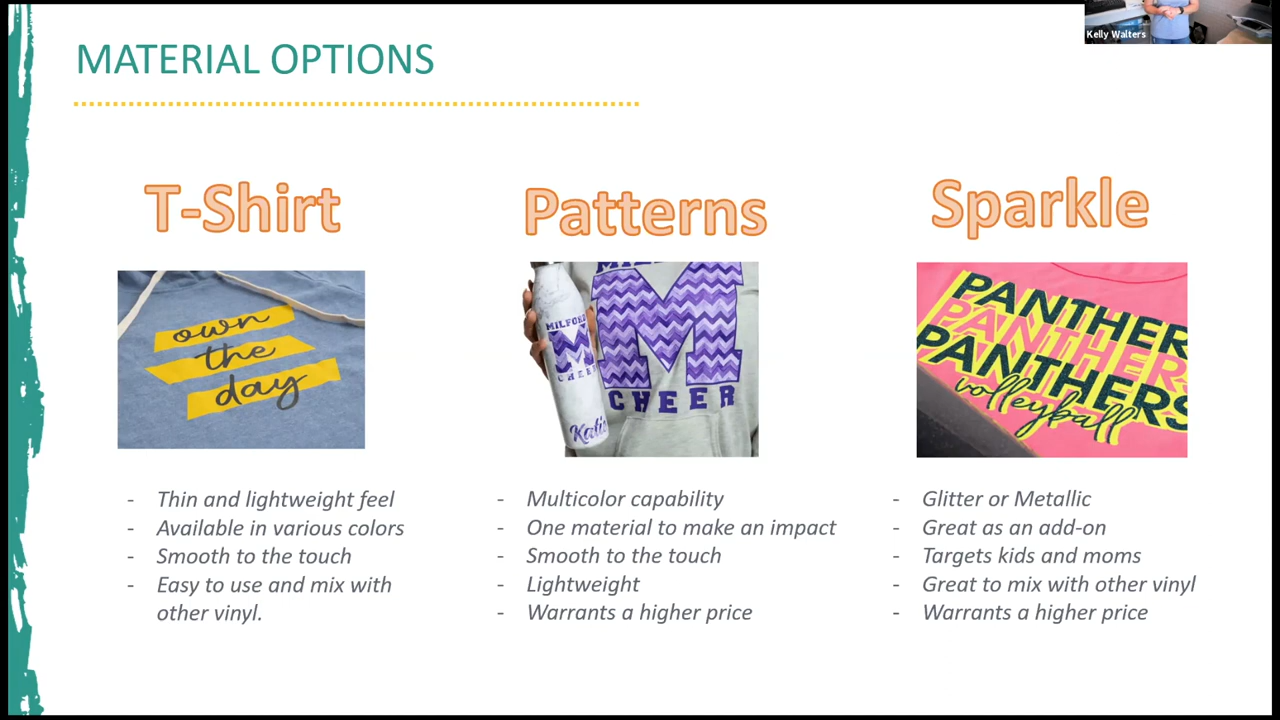 MATERIAL OPTIONS
Kelly Walters
T-Shirt
Patterns
Sparkle
own
the
day
MILFORD
M
CHEER
Katie
M
CHEER
PANTHER
PANTHERS
PANTHERS
volleyball
- Thin and lightweight feel
- Available in various colors
- Smooth to the touch
- Easy to use and mix with
other vinyl.
- Multicolor capability
- One material to make an impact
- Smooth to the touch
- Lightweight
- Warrants a higher price
- Glitter or Metallic
- Great as an add-on
- Targets kids and moms
- Great to mix with other vinyl
- Warrants a higher price